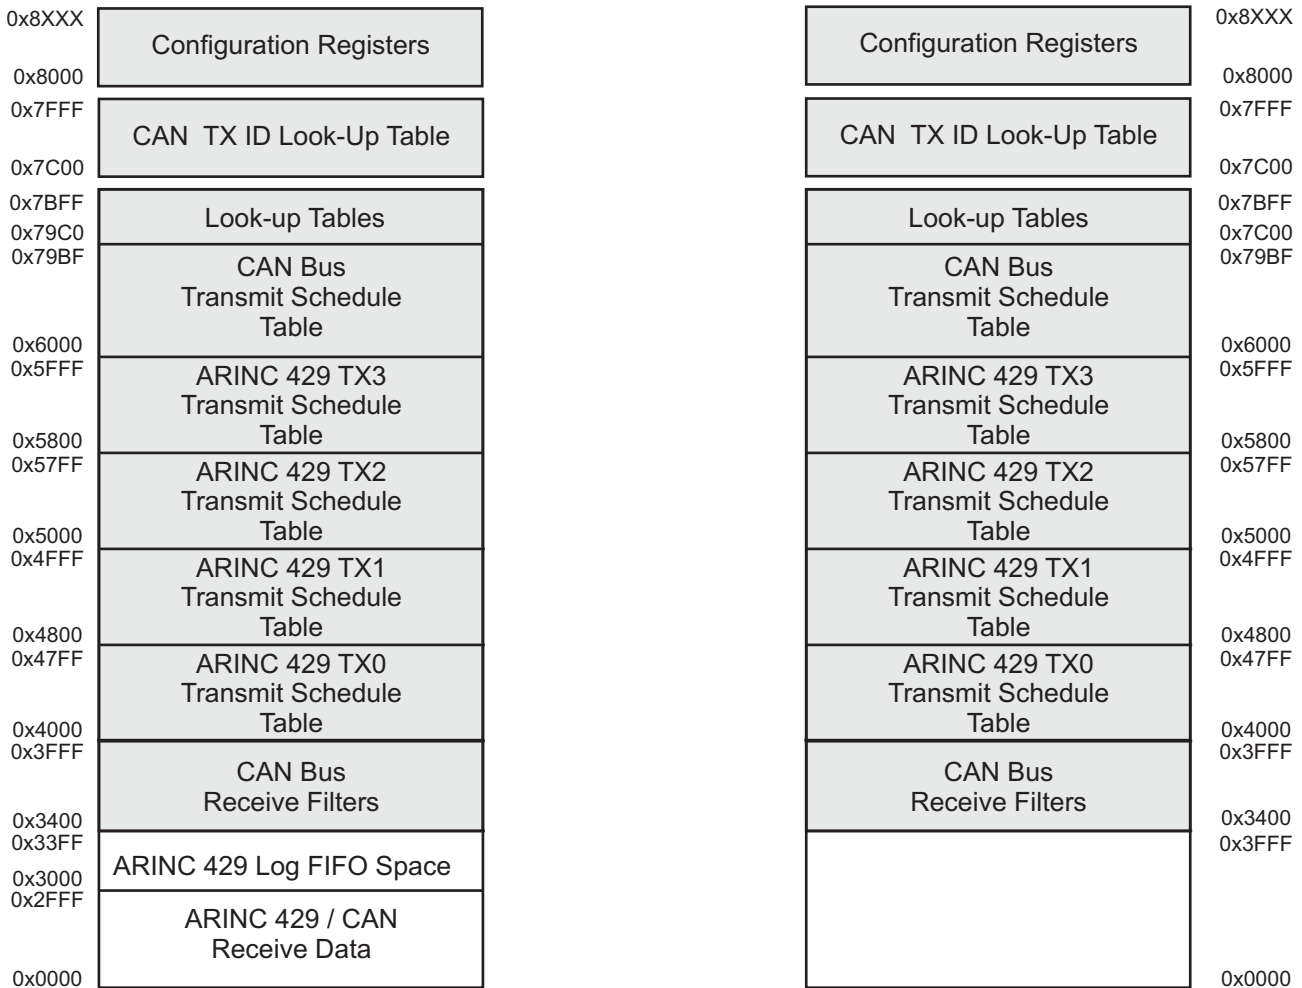 0x8XXX
Configuration Registers
0x8000
0x7FFF
CAN TX ID Look-Up Table
0x7C00
0x7BFF
Look-up Tables
0x79C0
0x79BF
CAN Bus
Transmit Schedule
Table
0x6000
0x5FFF
ARINC 429 TX3
Transmit Schedule
Table
0x5800
0x57FF
ARINC 429 TX2
Transmit Schedule
Table
0x5000
0x4FFF
ARINC 429 TX1
Transmit Schedule
Table
0x4800
0x47FF
ARINC 429 TX0
Transmit Schedule
Table
0x4000
0x3FFF
CAN Bus
Receive Filters
0x3400
0x33FF
ARINC 429 Log FIFO Space
0x3000
0x2FFF
ARINC 429 / CAN
Receive Data
0x0000
0x8XXX
Configuration Registers
0x8000
0x7FFF
CAN TX ID Look-Up Table
0x7C00
0x7BFF
Look-up Tables
0x7C00
0x79BF
CAN Bus
Transmit Schedule
Table
0x6000
0x5FFF
ARINC 429 TX3
Transmit Schedule
Table
0x5800
0x57FF
ARINC 429 TX2
Transmit Schedule
Table
0x5000
0x4FFF
ARINC 429 TX1
Transmit Schedule
Table
0x4800
0x47FF
ARINC 429 TX0
Transmit Schedule
Table
0x4000
0x3FFF
CAN Bus
Receive Filters
0x3400
0x3FFF
0x0000